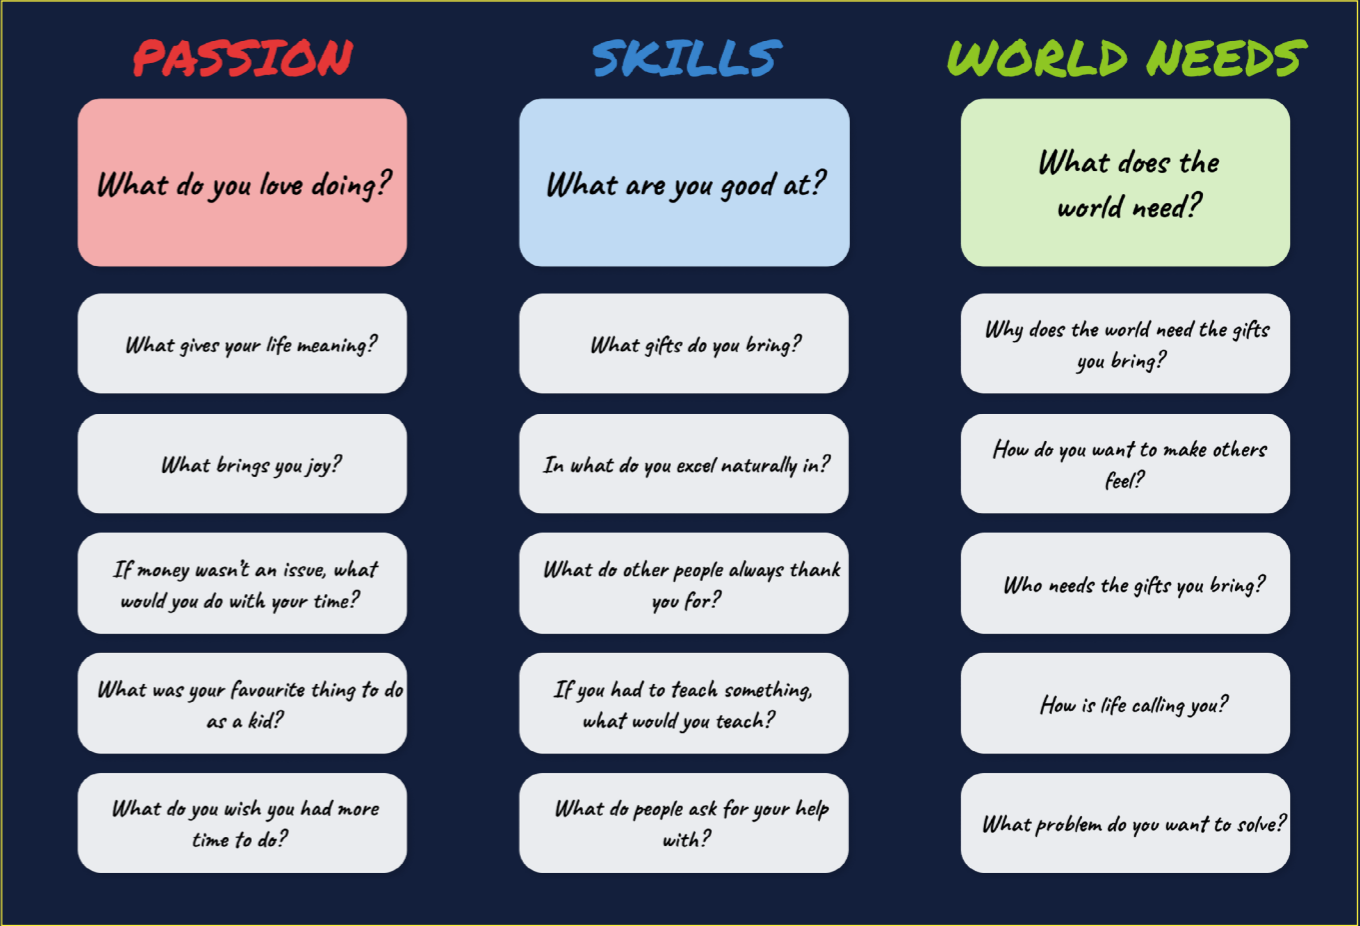 PASSION
What do you love doing?
What gives your life meaning?
What brings you joy?
If money wasn't an issue, what
would you do with your time?
What was your favourite thing to do
as a kid?
What do you wish you had more
time to do?
SKILLS
What are you good at?
What gifts do you bring?
In what do you excel naturally in?
What do other people always thank
you for?
If you had to teach something,
what would you teach?
What do people ask for your help
with?
WORLD NEEDS
What does the
world need?
Why does the world need the gifts
you bring?
How do you want to make others
feel?
Who needs the gifts you bring?
How is life calling you?
What problem do you want to solve?